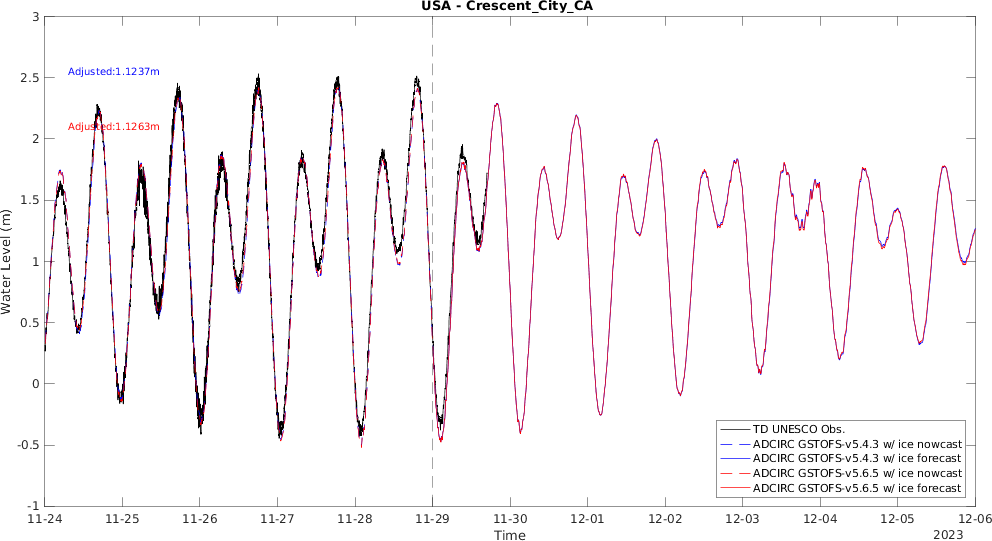 USA - Crescent_City_CA
3
2.5
2
1.5
1
0.5
0
-0.5
-1
Water Level (m)
Adjusted:1.1237m
Adjusted:1.1263m
TD UNESCO Obs.
ADCIRC GSTOFS-v5.4.3 w/ ice nowcast
ADCIRC GSTOFS-v5.4.3 w/ ice forecast
ADCIRC GSTOFS-v5.6.5 w/ ice nowcast
ADCIRC GSTOFS-v5.6.5 w/ ice forecast
11-24 11-25 11-26 11-27 11-28 11-29 11-30 12-01 12-02 12-03 12-04 12-05 12-06
Time
2023